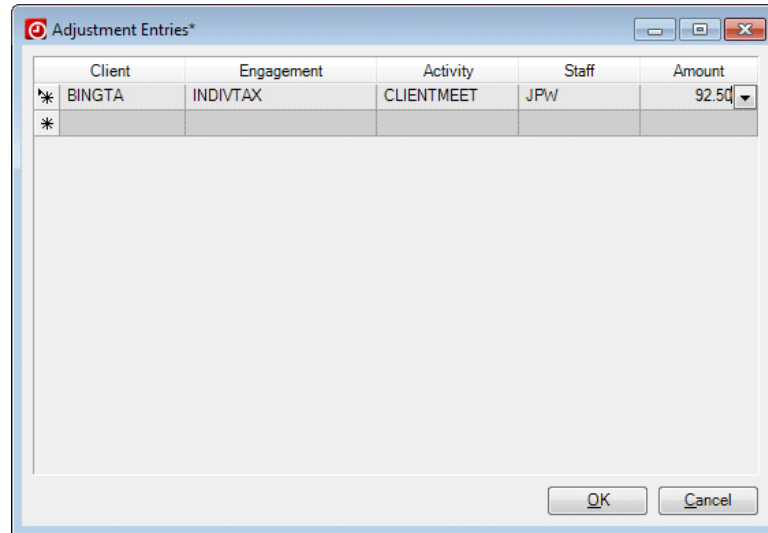 Adjustment Entries*
Client Engagement Activity Staff Amount
BINGTA INDIVTAX CLIENTMEET JPW 92.50
OK Cancel